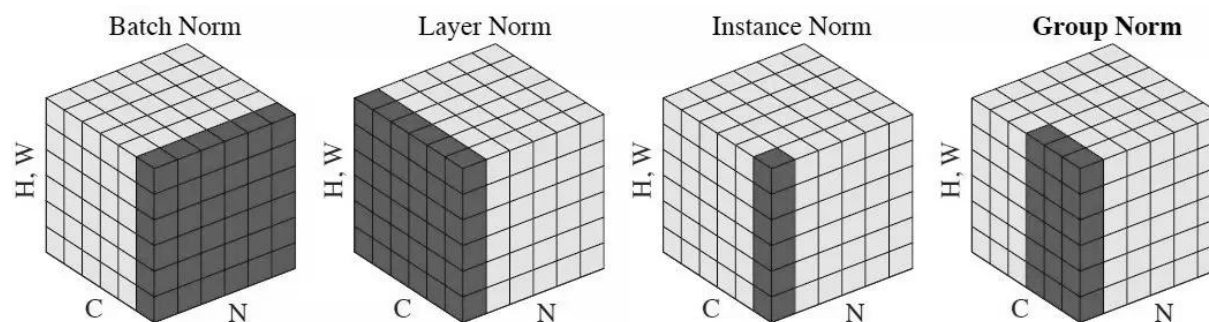 Batch Norm
Layer Norm
Instance Norm
Group Norm
H, W
C
N
H, W
C
N
H, W
C
N
H, W
C
N